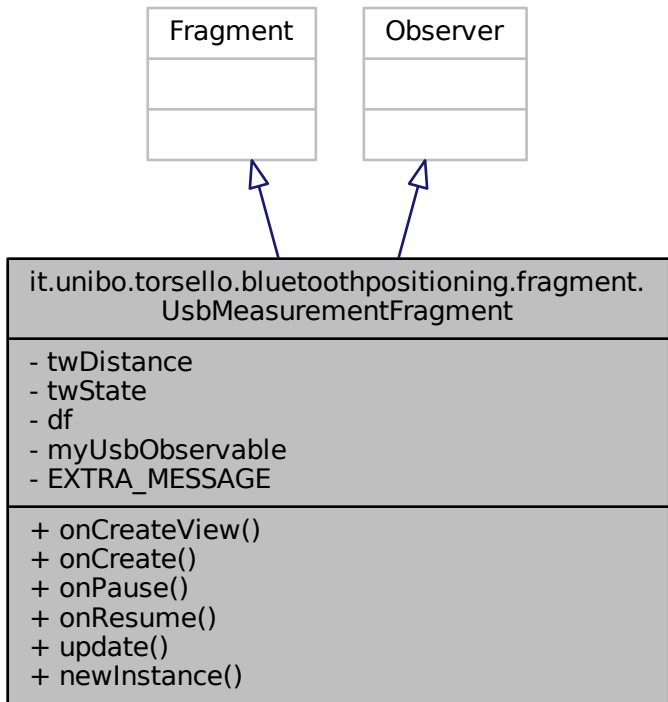 Fragment
Observer
it.unibo.torsello.bluetoothpositioning.fragment.
UsbMeasurementFragment
- twDistance
- twState
- df
- myUsbObservable
- EXTRA_MESSAGE
+ onCreateView()
+ onCreate()
+ onPause()
+ onResume()
+ update()
+ newInstance()